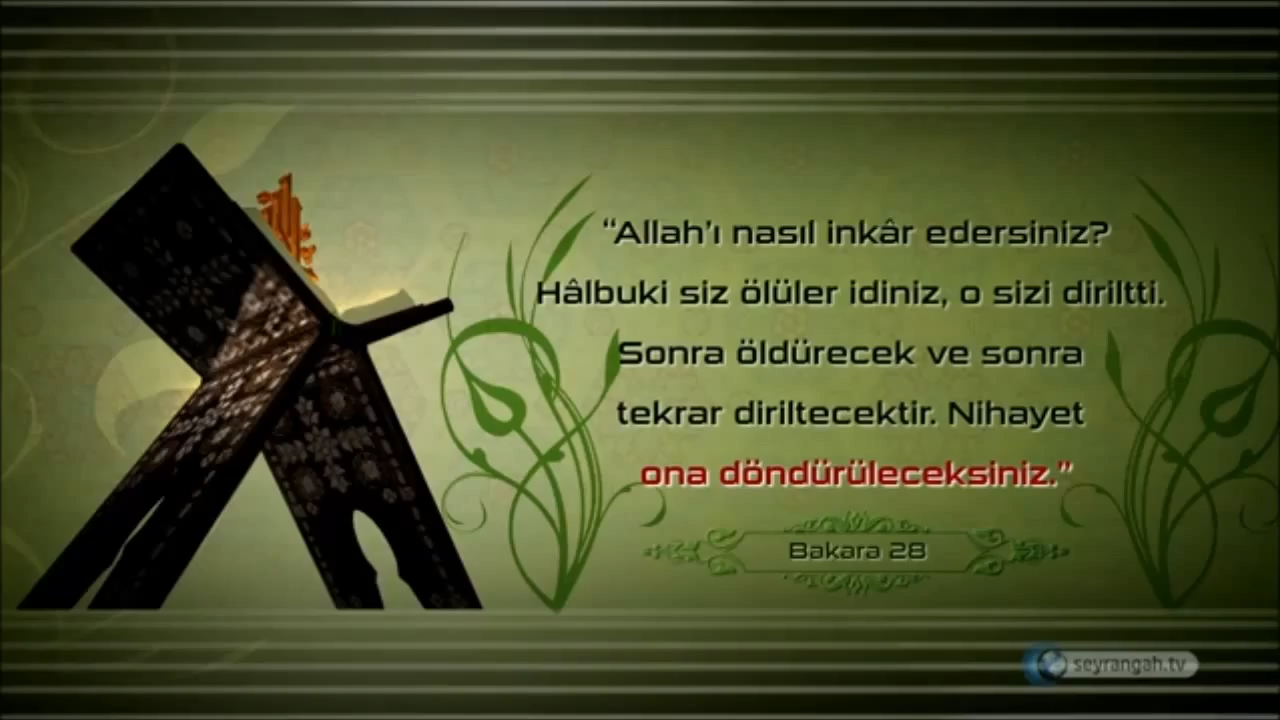 “Allah’ı nasıl inkâr edersiniz?
Hâlbuki siz ölüler idiniz, o sizi diriltti.
Sonra öldürecek ve sonra
tekrar diriltecektir. Nihayet
ona döndürüleceksiniz.”
Bakara 28
seyrangah.tv